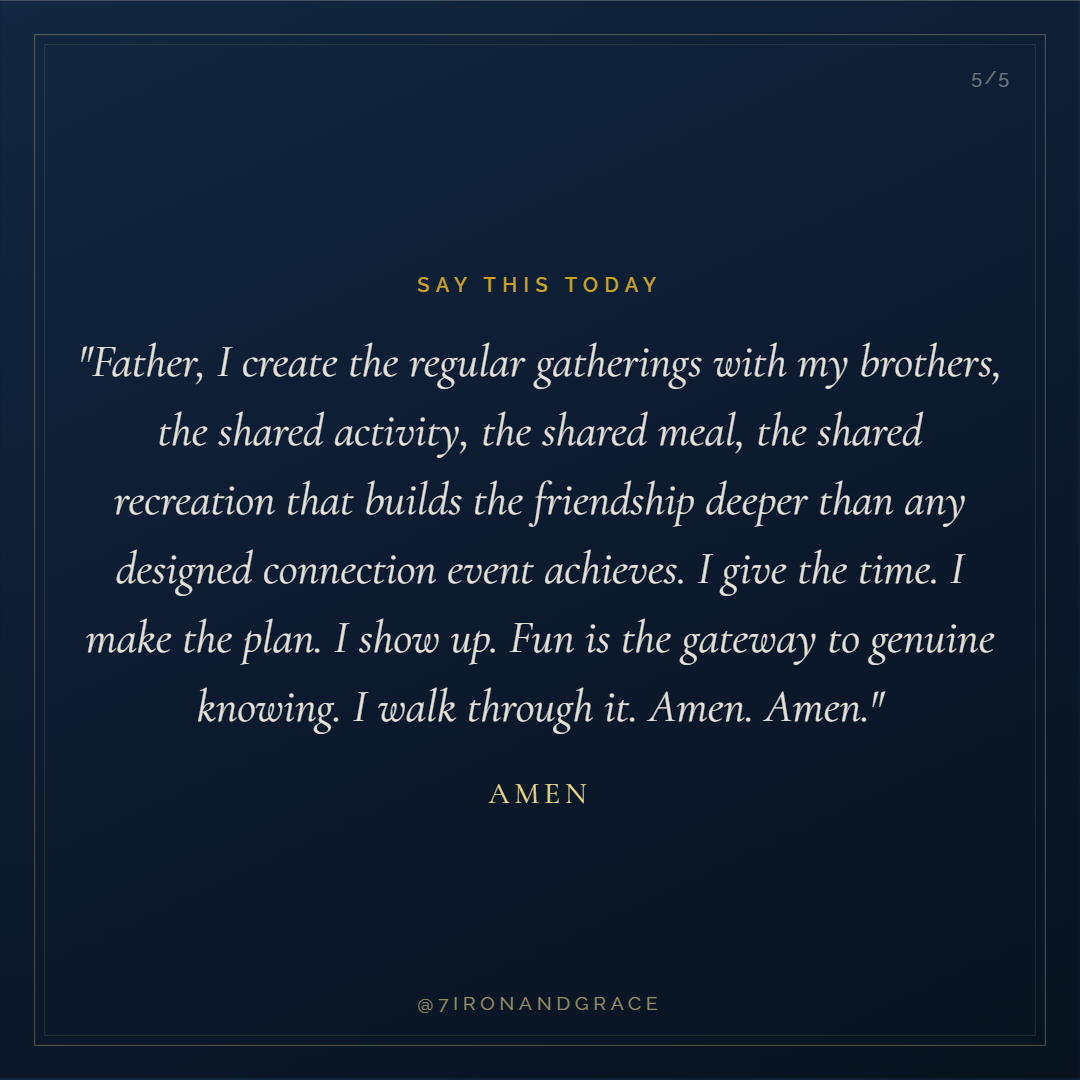 5/5
SAY THIS TODAY
"Father, I create the regular gatherings with my brothers,
the shared activity, the shared meal, the shared
recreation that builds the friendship deeper than any
designed connection event achieves. I give the time. I
make the plan. I show up. Fun is the gateway to genuine
knowing. I walk through it. Amen. Amen."
AMEN
@7IRONANDGRACE